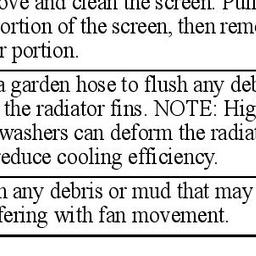 ove and clean the screen. Pull
ortion of the screen, then rem
r portion.
a garden hose to flush any deb
the radiator fins. NOTE: Hig
washers can deform the radiat
reduce cooling efficiency.
n any debris or mud that may
fering with fan movement.